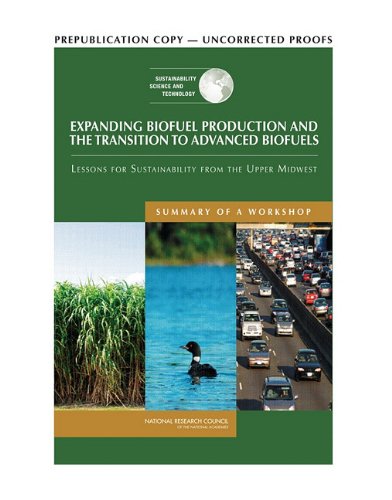 PREPUBLICATION COPY — UNCORRECTED PROOFS
SUSTAINABILITY
SCIENCE AND
TECHNOLOGY
EXPANDING BIOFUEL PRODUCTION AND
THE TRANSITION TO ADVANCED BIOFUELS
LESSONS FOR SUSTAINABILITY FROM THE UPPER MIDWEST
SUMMARY OF A WORKSHOP
NATIONAL RESEARCH COUNCIL
OF THE NATIONAL ACADEMIES